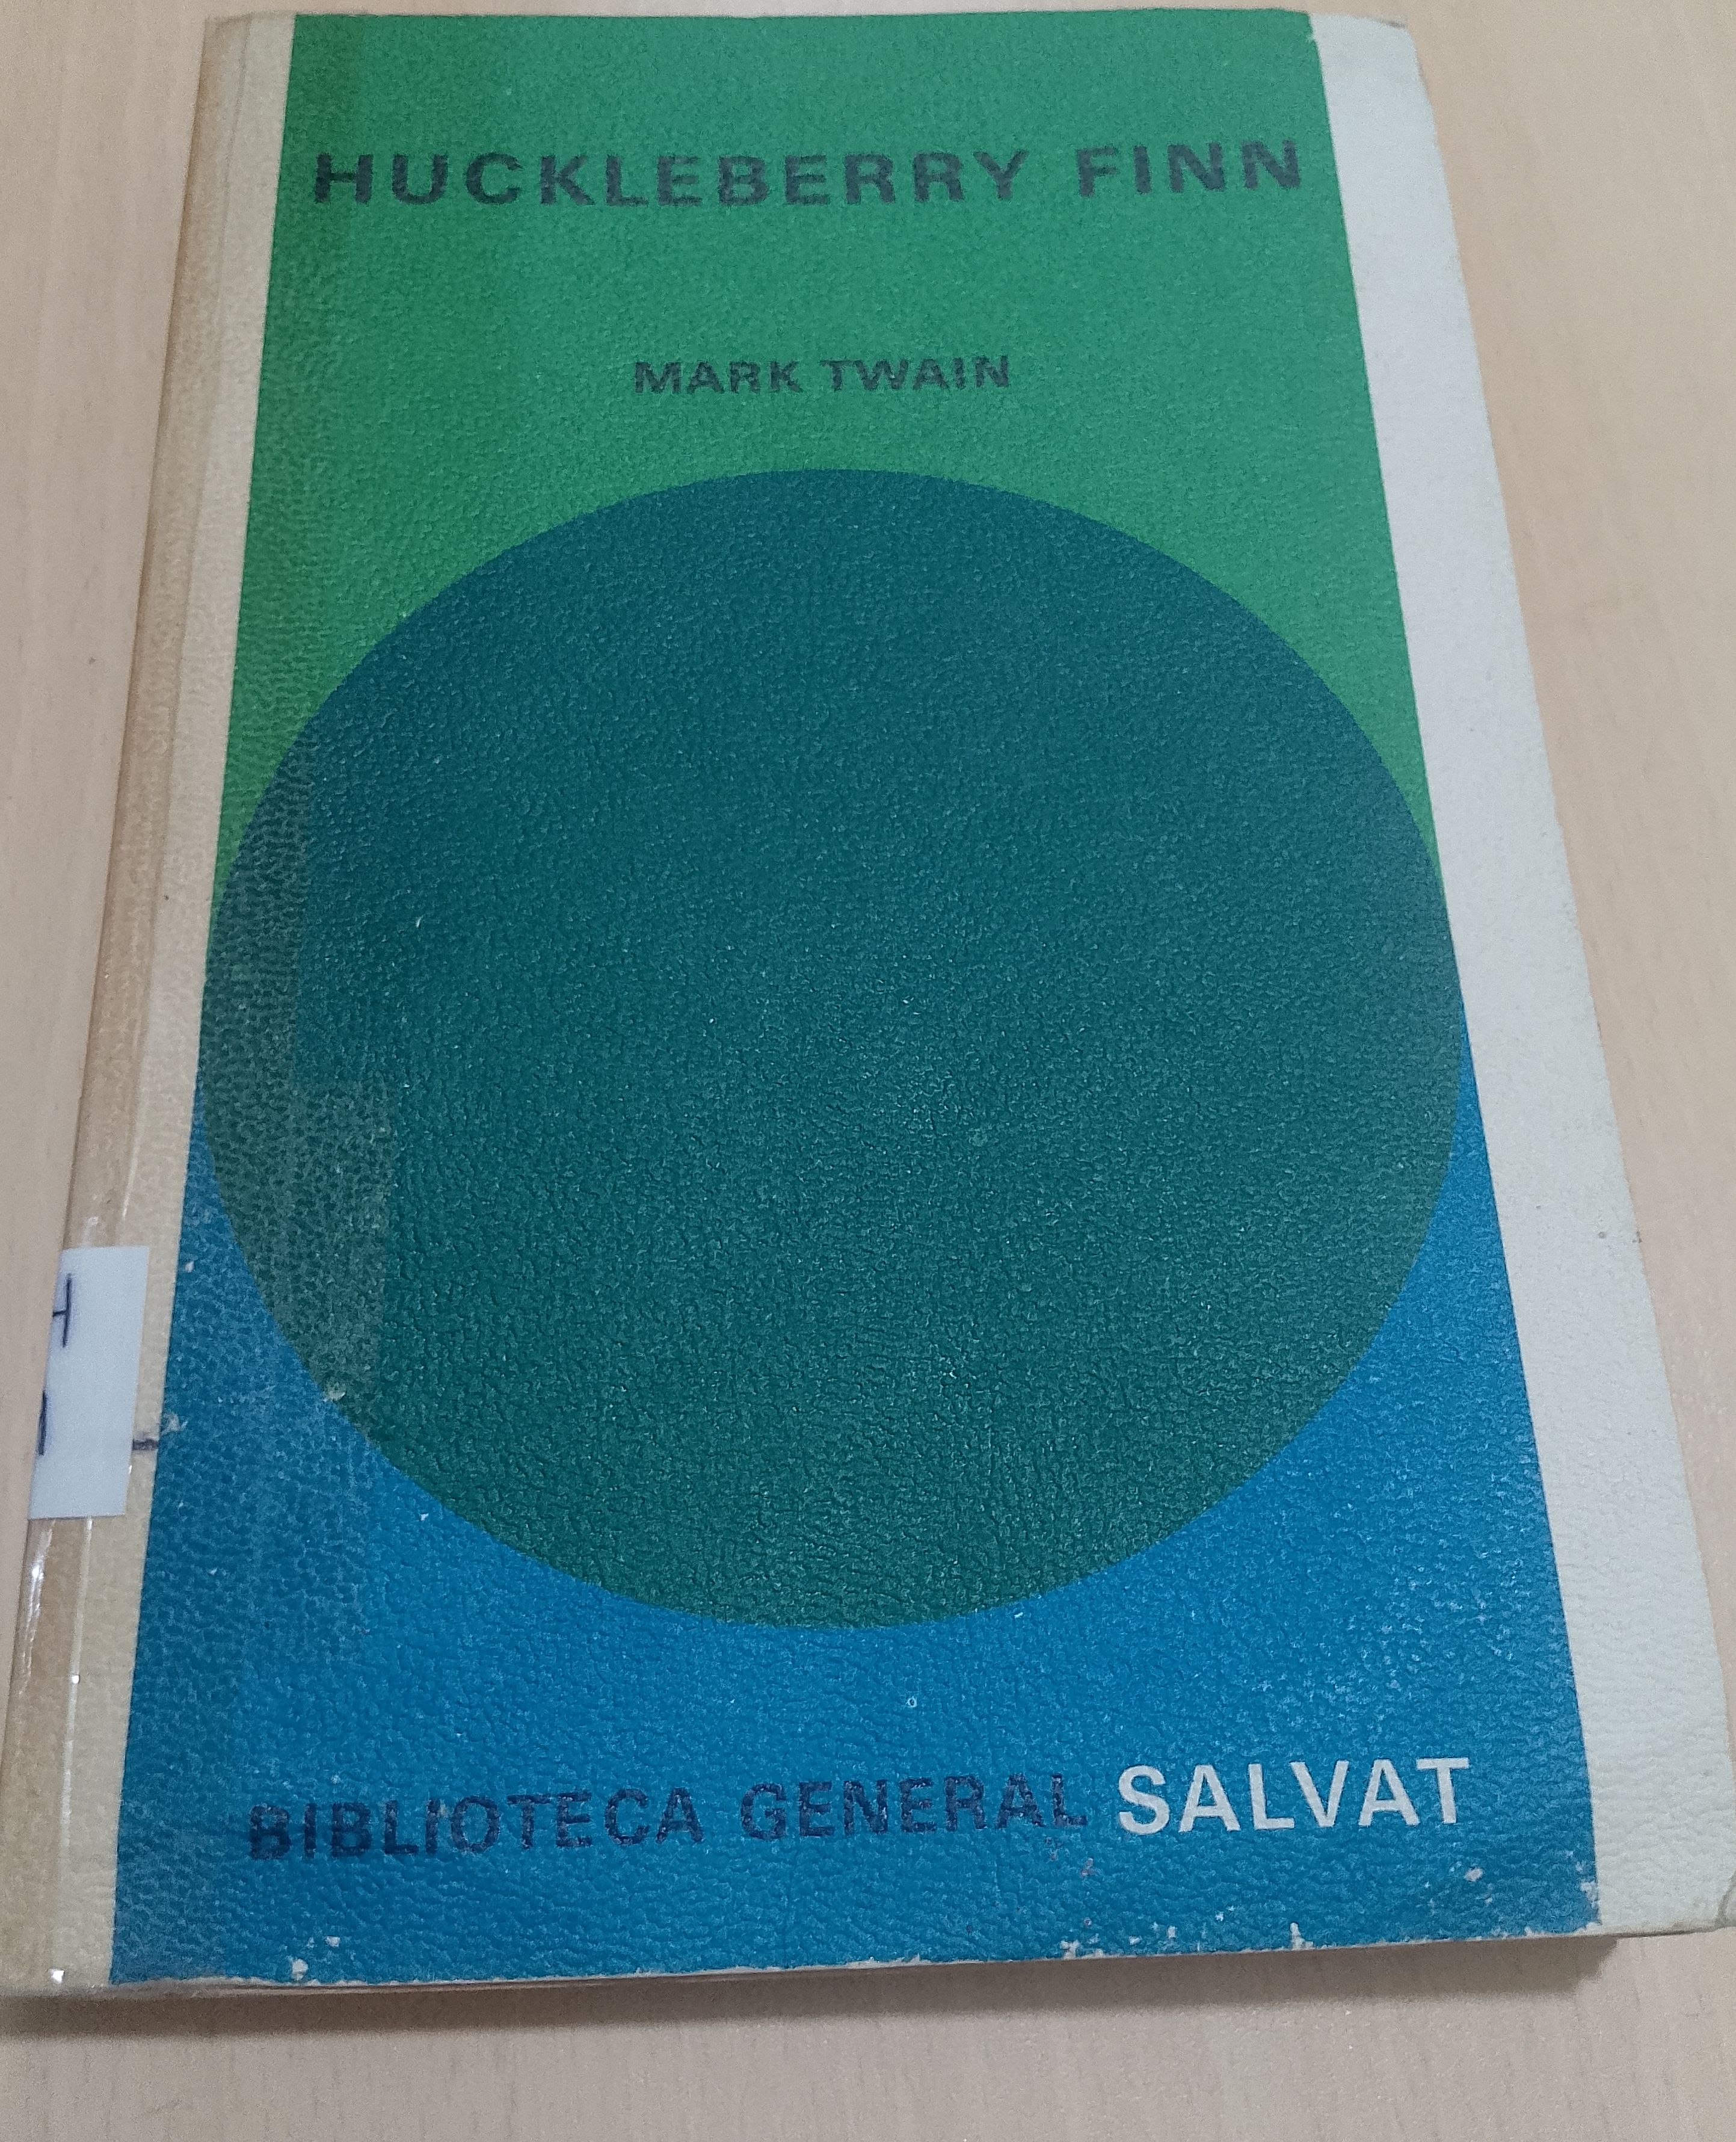 HUCKLEBERRY FINN
MARK TWAIN
BIBLIOTECA GENERAL SALVAT